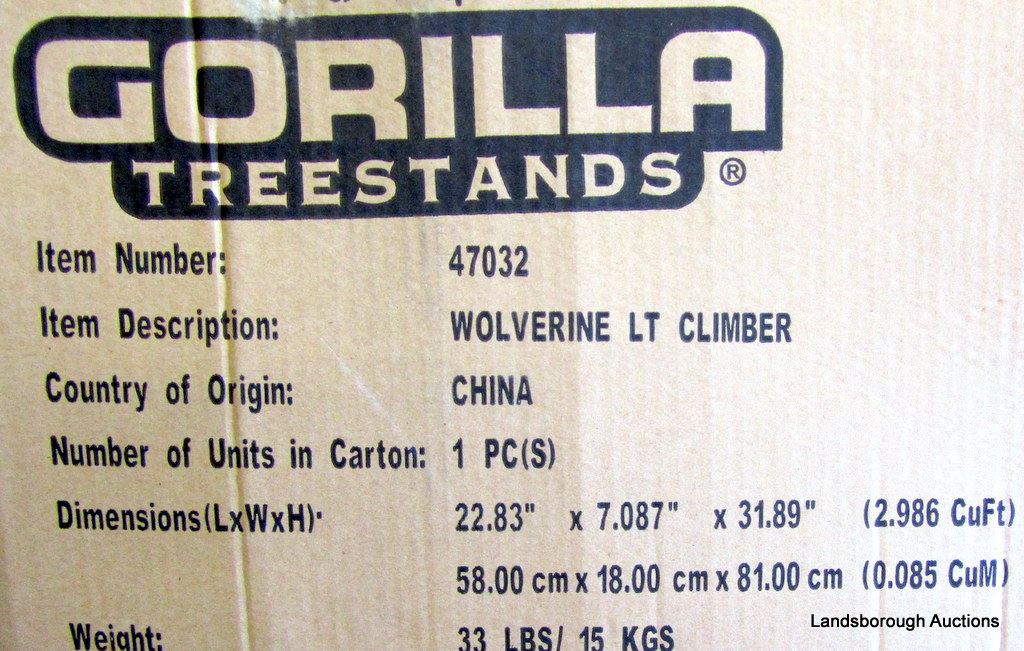 GORILLA
TREESTANDS ®
Item Number: 47032
Item Description: WOLVERINE LT CLIMBER
Country of Origin: CHINA
Number of Units in Carton: 1 PC(S)
Dimensions(LxWxH): 22.83" x 7.087" x 31.89" (2.986 CuFt)
58.00 cm x 18.00 cm x 81.00 cm (0.085 CuM)
Weight: 33 LBS/ 15 KGS
Landsborough Auctions